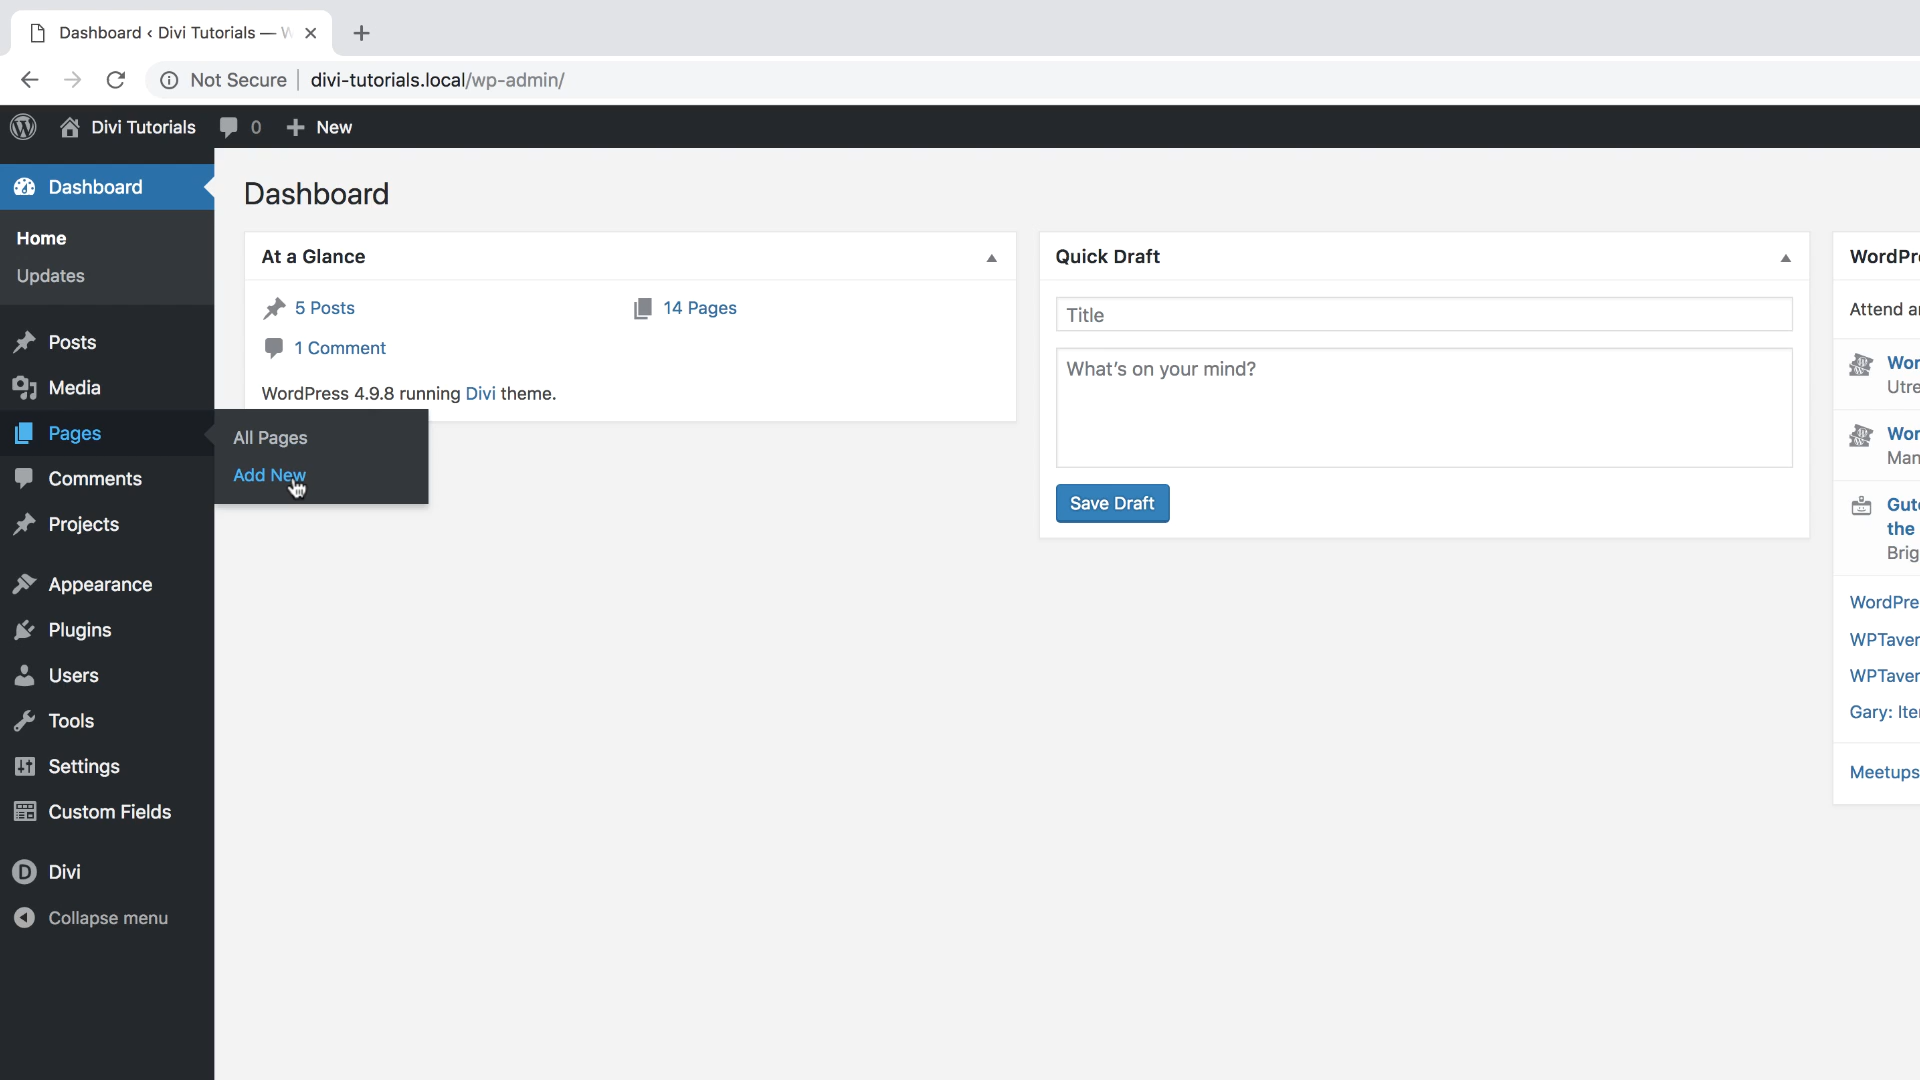 Dashboard ‹ Divi Tutorials — W
Not Secure | divi-tutorials.local/wp-admin/
Divi Tutorials 0 New
Dashboard
Home
Updates
Posts
Media
Pages
All Pages
Add New
Comments
Projects
Appearance
Plugins
Users
Tools
Settings
Custom Fields
Divi
Collapse menu
Dashboard
At a Glance
5 Posts 14 Pages
1 Comment
WordPress 4.9.8 running Divi theme.
Quick Draft
Title
What's on your mind?
Save Draft
WordPre
Attend a
Wor
Utre
Wor
Man
Gute
the
Brig
WordPre
WPTaver
WPTaver
Gary: Ite
Meetups